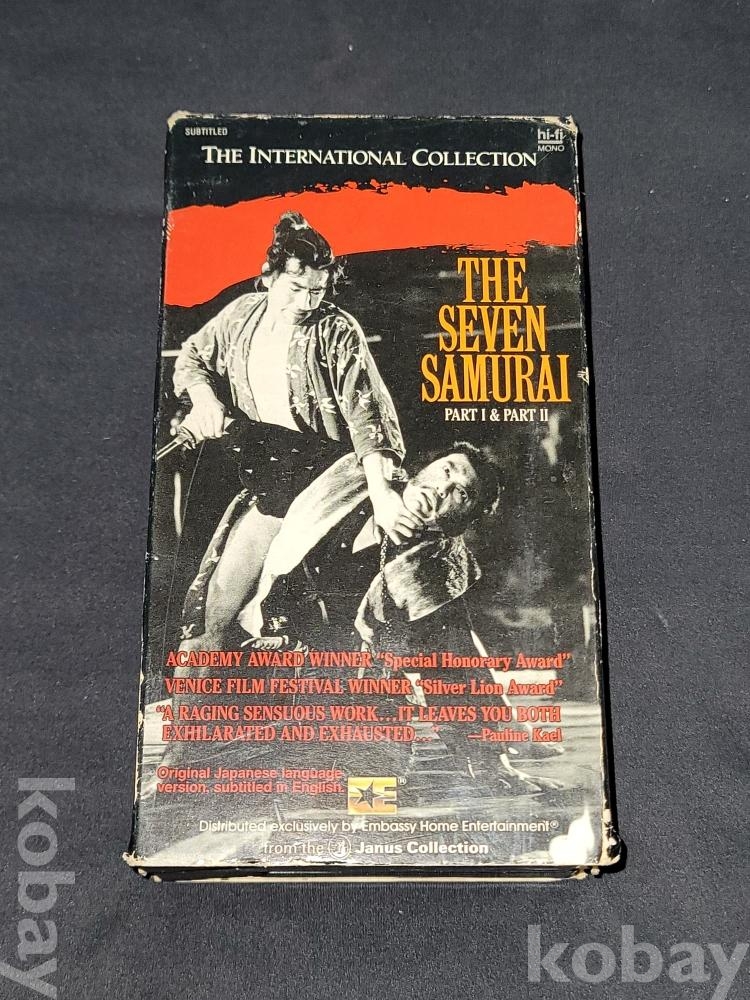 SUBTITLED
hi-fi
MONO
THE INTERNATIONAL COLLECTION
THE
SEVEN
SAMURAI
PART I & PART II
ACADEMY AWARD WINNER "Special Honorary Award"
VENICE FILM FESTIVAL WINNER "Silver Lion Award"
"A RAGING SENSUOUS WORK...IT LEAVES YOU BOTH
EXHILARATED AND EXHAUSTED..." —Pauline Kael
Original Japanese language
version, subtitled in English.
E®
Distributed exclusively by Embassy Home Entertainment®
from the Janus Collection
kobay
kobay